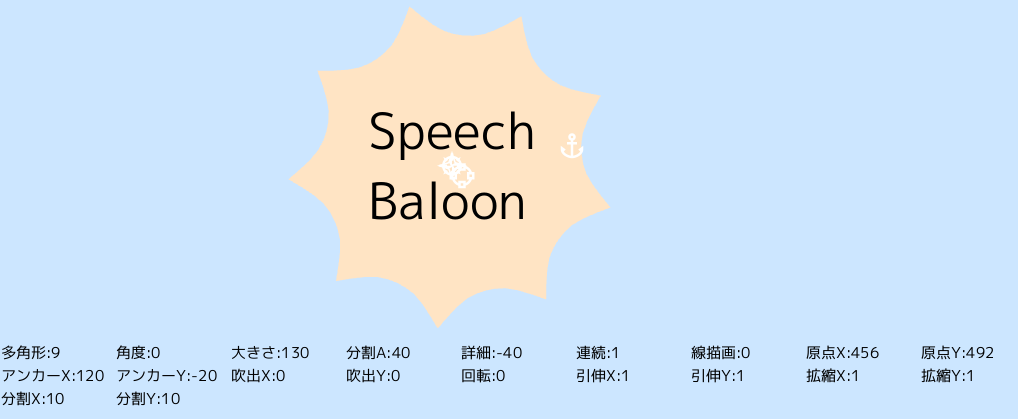 Speech
Baloon
多角形:9 角度:0 大きさ:130 分割A:40 詳細:-40 連続:1 線描画:0 原点X:456 原点Y:492
アンカーX:120 アンカーY:-20 吹出X:0 吹出Y:0 回転:0 引伸X:1 引伸Y:1 拡縮X:1 拡縮Y:1
分割X:10 分割Y:10